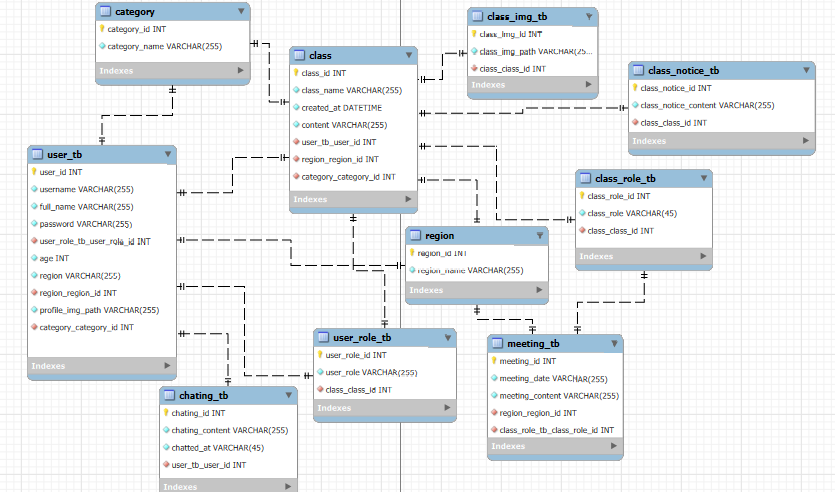 category
category_id INT
category_name VARCHAR(255)
Indexes
class
class_id INT
class_name VARCHAR(255)
created_at DATETIME
content VARCHAR(255)
user_tb_user_id INT
region_region_id INT
category_category_id INT
Indexes
class_img_tb
class_img_id INT
class_img_path VARCHAR(25...
class_class_id INT
Indexes
class_notice_tb
class_notice_id INT
class_notice_content VARCHAR(255)
class_class_id INT
Indexes
user_tb
user_id INT
username VARCHAR(255)
full_name VARCHAR(255)
password VARCHAR(255)
user_role_tb_user_role_id INT
age INT
region VARCHAR(255)
region_region_id INT
profile_img_path VARCHAR(255)
category_category_id INT
Indexes
class_role_tb
class_role_id INT
class_role VARCHAR(45)
class_class_id INT
Indexes
region
region_id INT
region_name VARCHAR(255)
Indexes
user_role_tb
user_role_id INT
user_role VARCHAR(255)
class_class_id INT
Indexes
meeting_tb
meeting_id INT
meeting_date VARCHAR(255)
meeting_content VARCHAR(255)
region_region_id INT
class_role_tb_class_role_id INT
Indexes
chating_tb
chating_id INT
chating_content VARCHAR(255)
chatted_at VARCHAR(45)
user_tb_user_id INT
Indexes